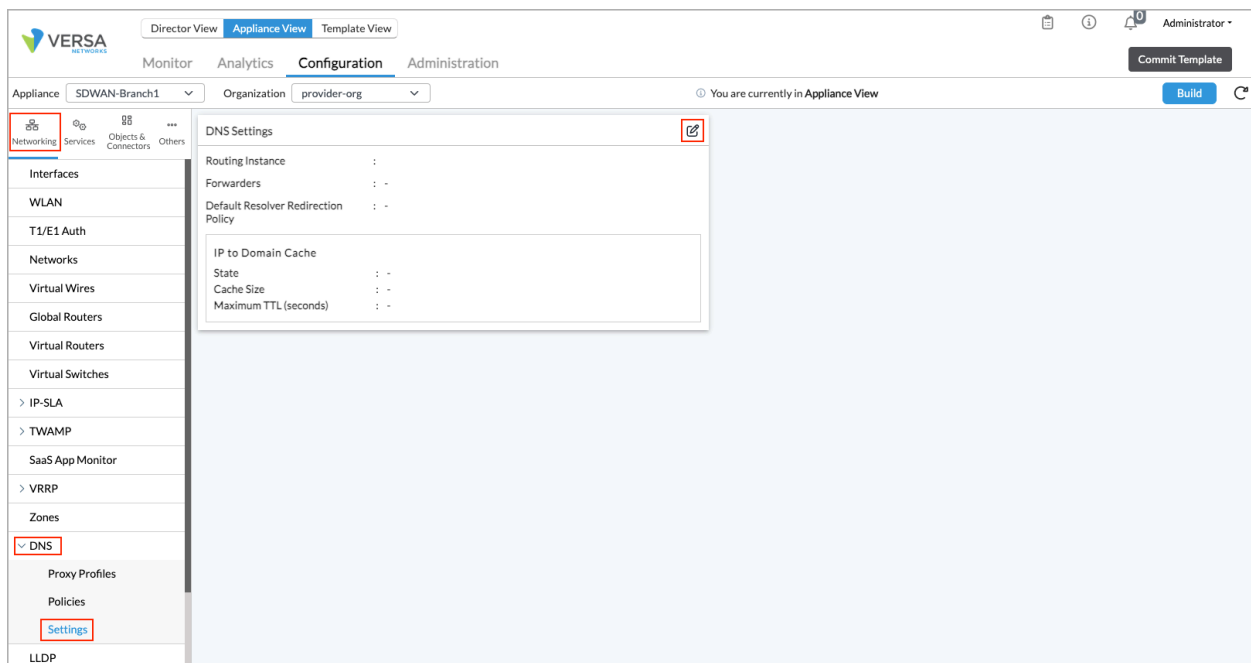 VERSA
NETWORKS
Director View Appliance View Template View
0
Administrator
Monitor Analytics Configuration Administration
Commit Template
Appliance SDWAN-Branch1 Organization provider-org
You are currently in Appliance View
Build
Networking Services Objects & Connectors Others
DNS Settings
Routing Instance :
Forwarders : -
Default Resolver Redirection : -
Policy
IP to Domain Cache
State : -
Cache Size : -
Maximum TTL (seconds) : -
Interfaces
WLAN
T1/E1 Auth
Networks
Virtual Wires
Global Routers
Virtual Routers
Virtual Switches
IP-SLA
TWAMP
SaaS App Monitor
VRRP
Zones
DNS
Proxy Profiles
Policies
Settings
LLDP